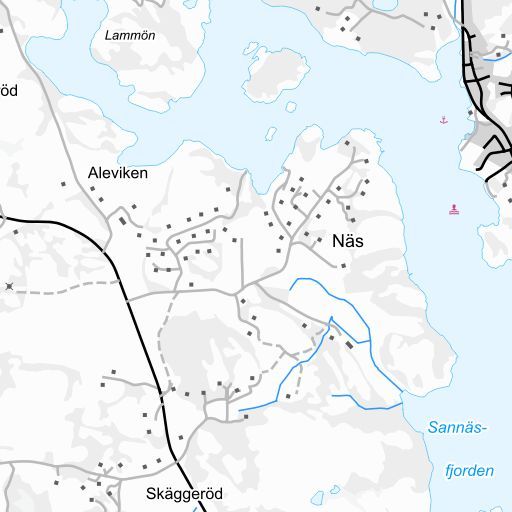 Lammön
öd
Aleviken
Näs
Sannäs-
fjorden
Skäggeröd